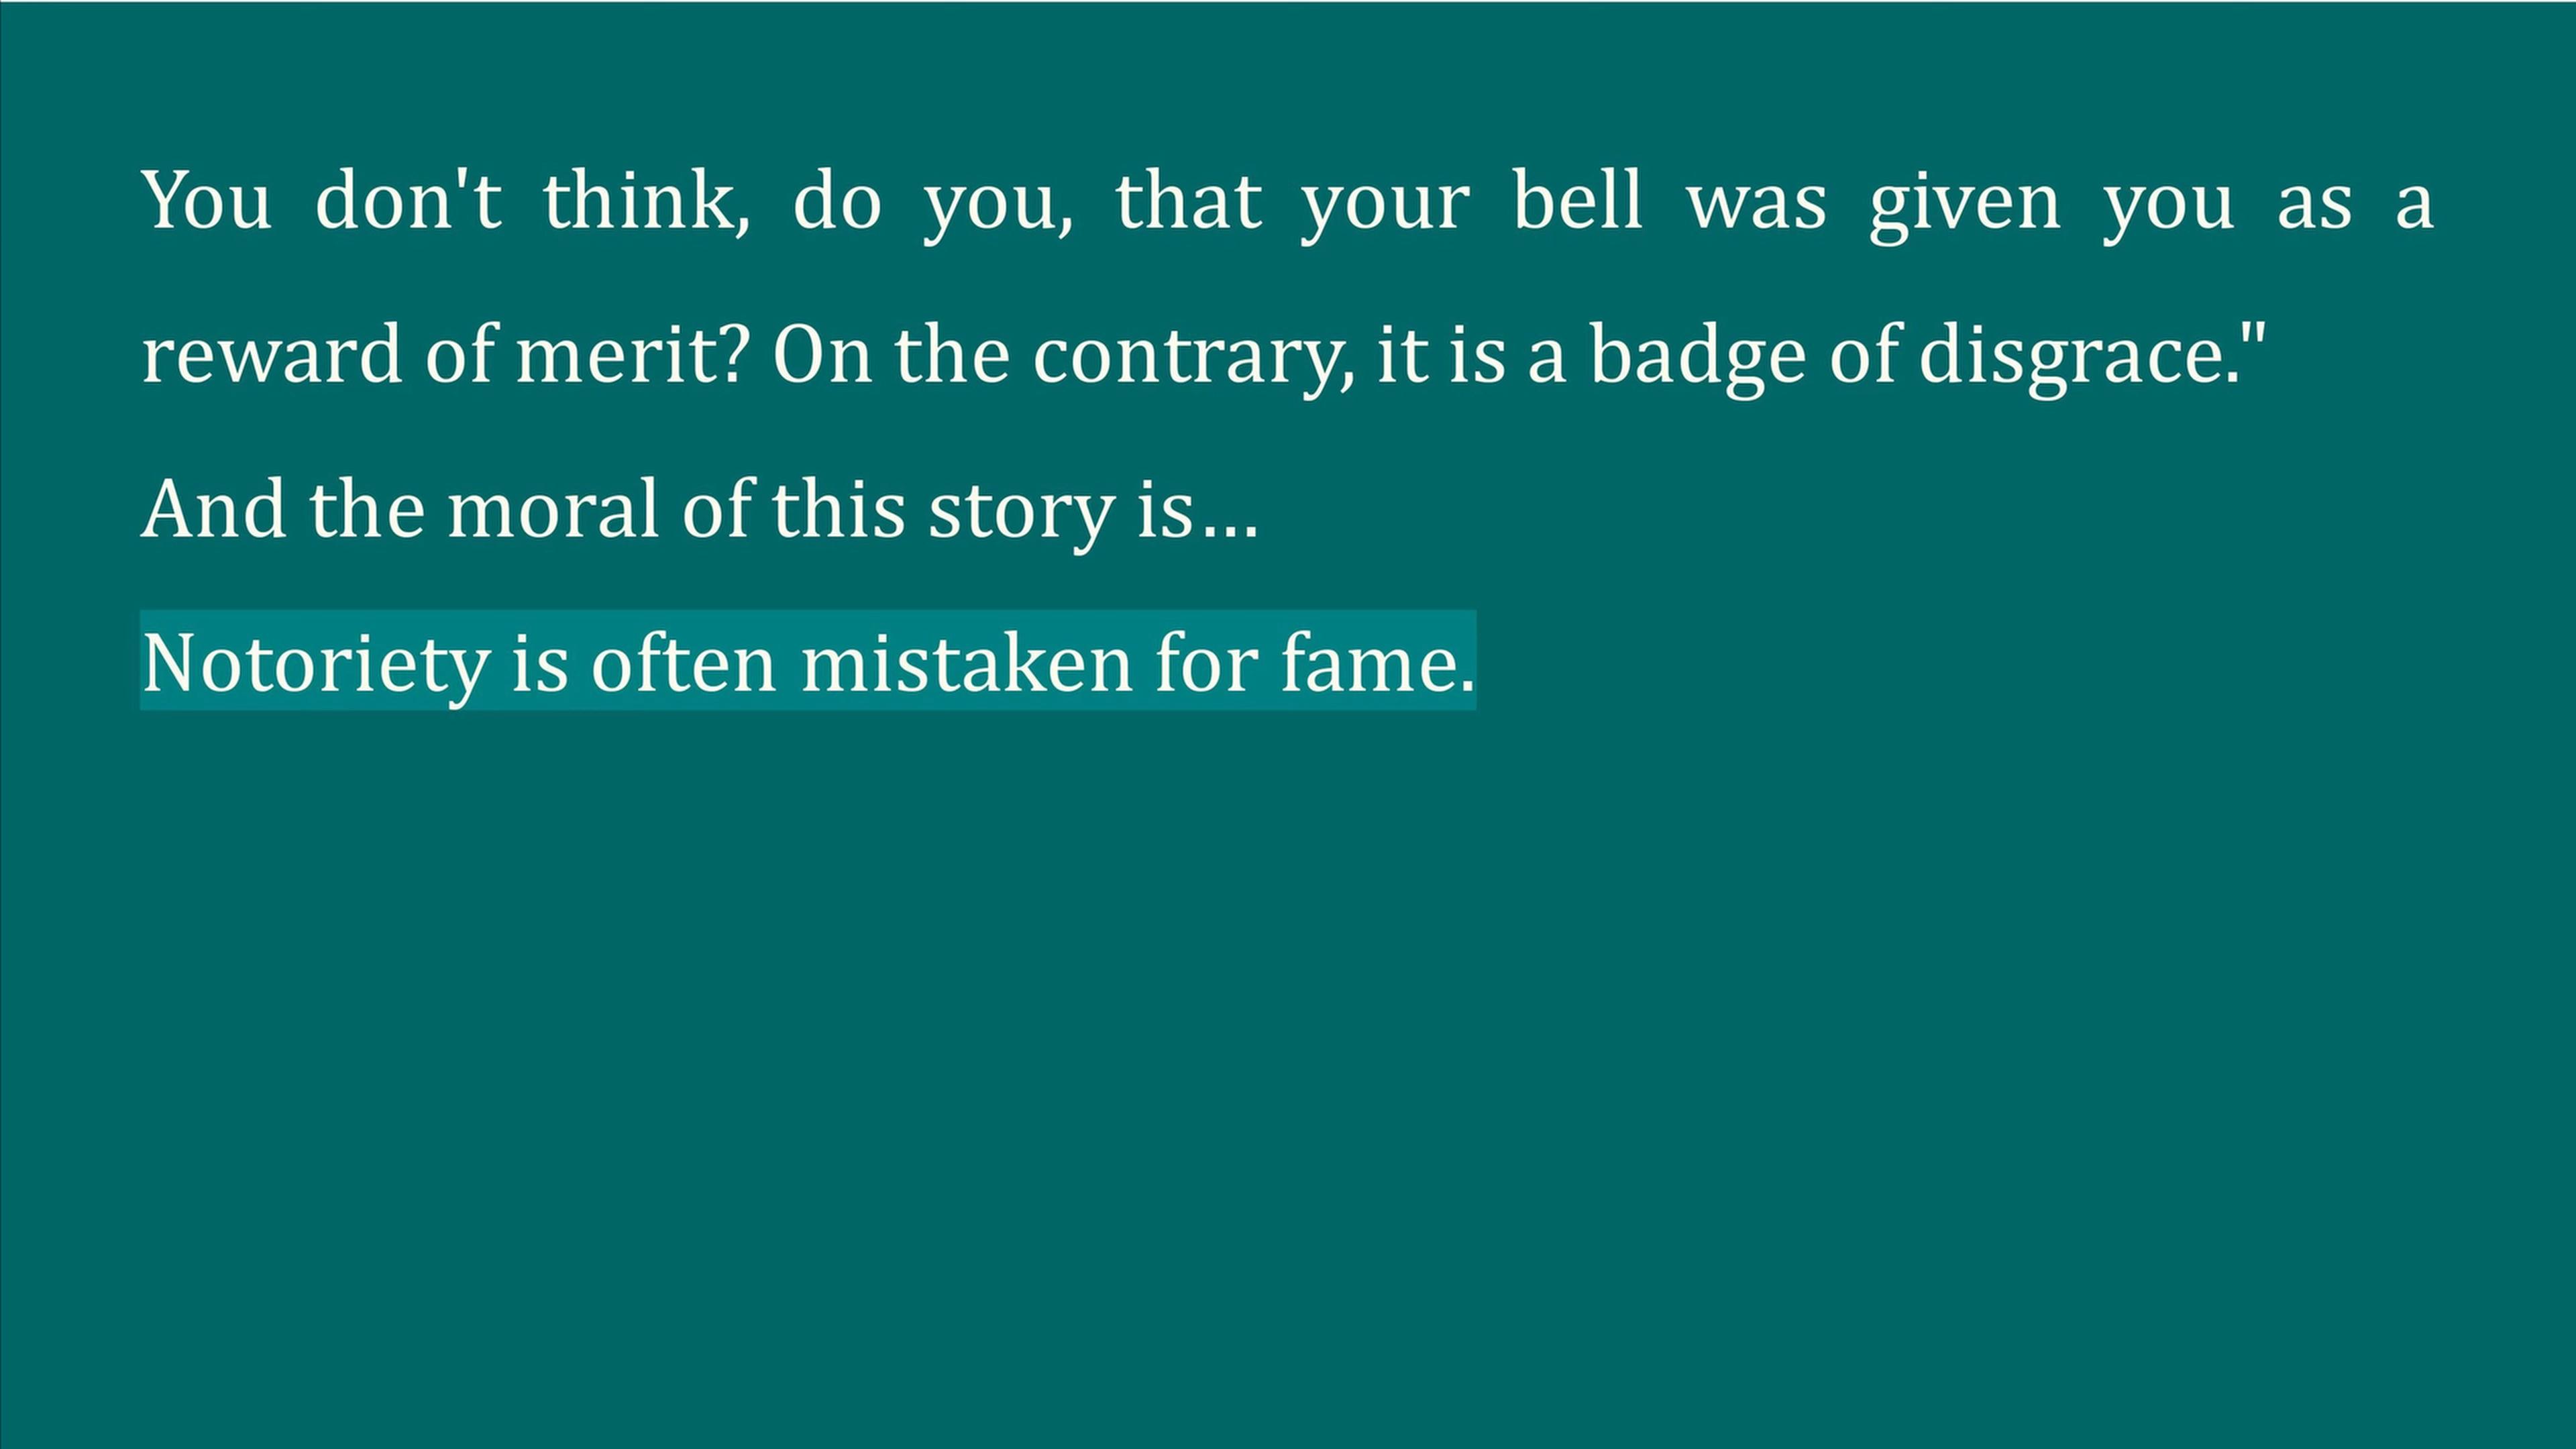 You don't think, do you, that your bell was given you as a
reward of merit? On the contrary, it is a badge of disgrace."
And the moral of this story is…
Notoriety is often mistaken for fame.